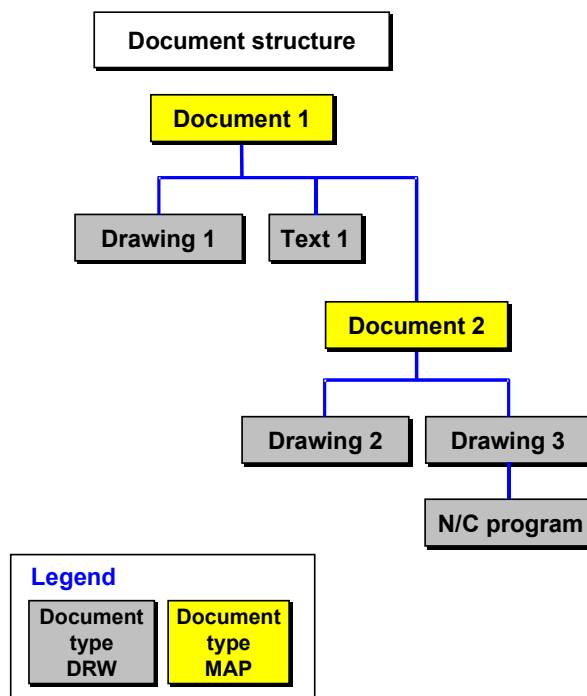 Document structure
Document 1
Drawing 1
Text 1
Document 2
Drawing 2
Drawing 3
N/C program
Legend
Document
type
DRW
Document
type
MAP